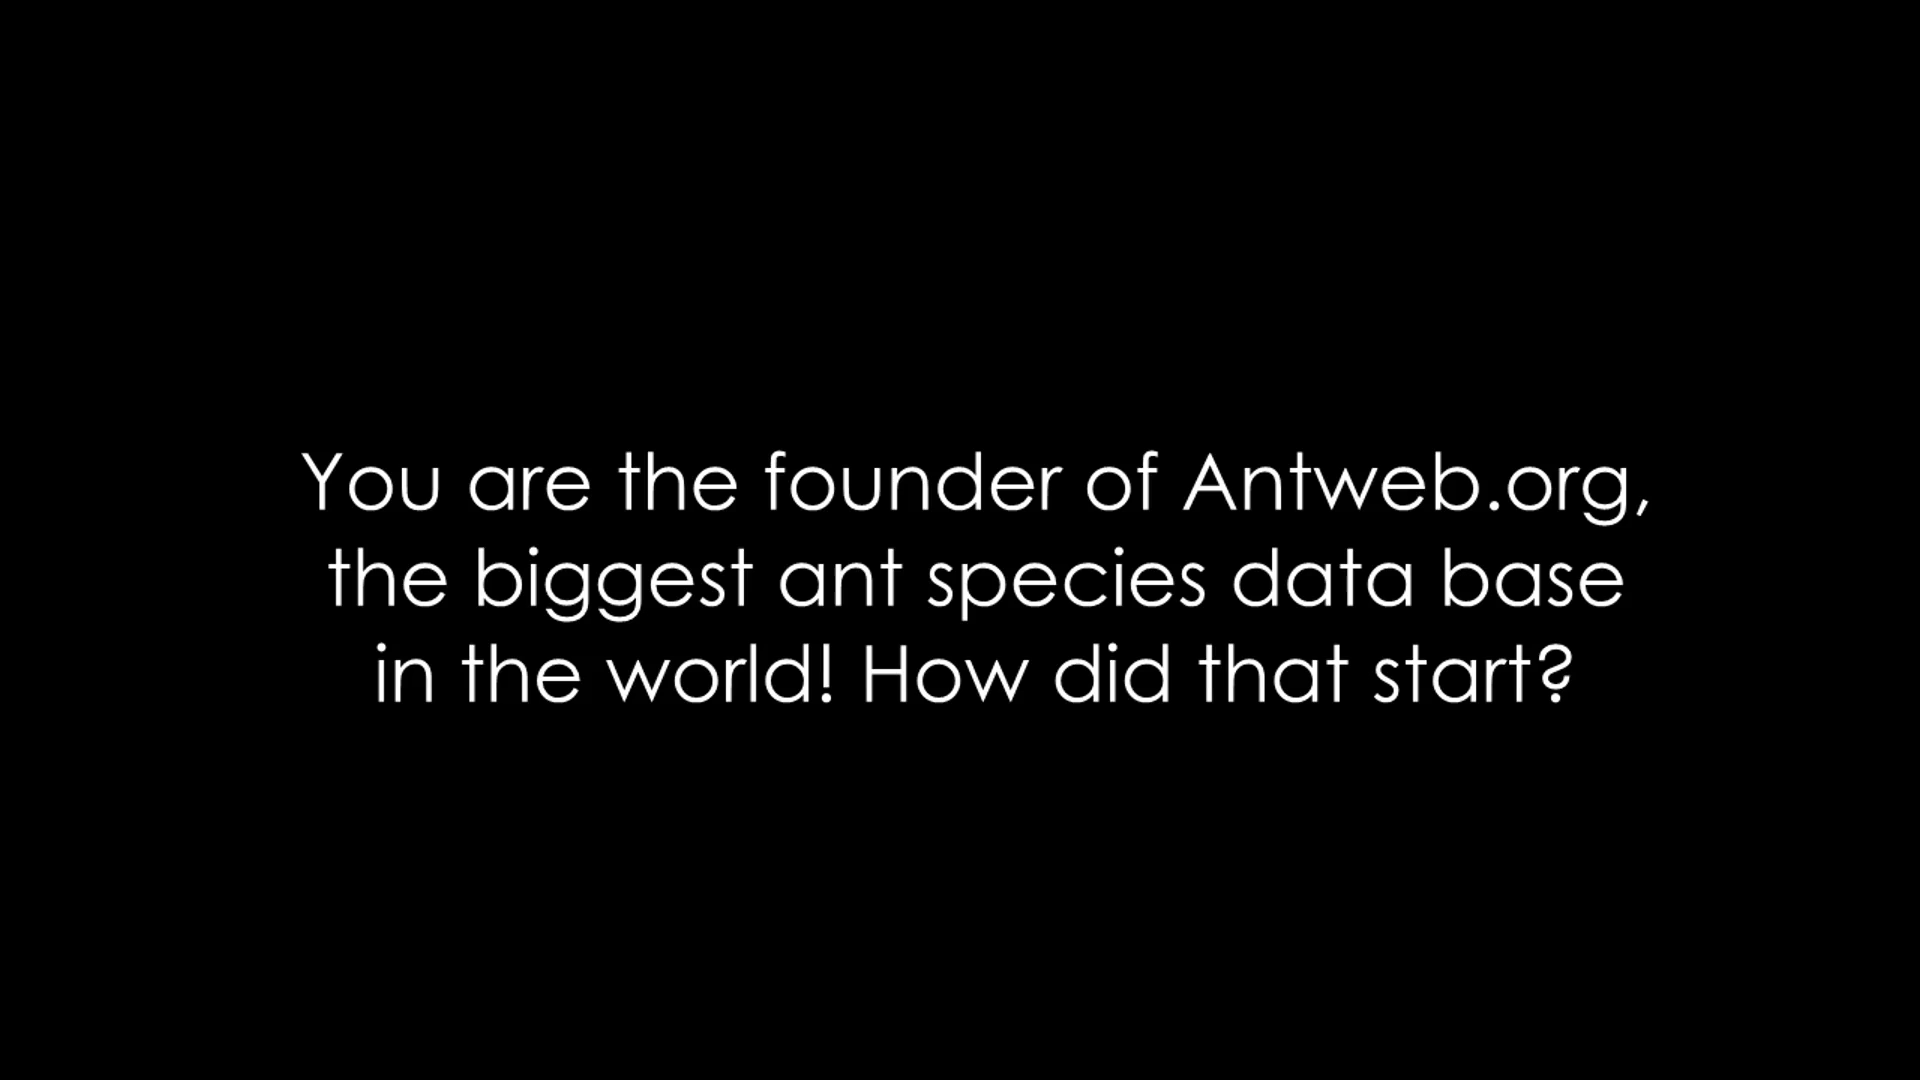 You are the founder of Antweb.org,
the biggest ant species data base
in the world! How did that start?